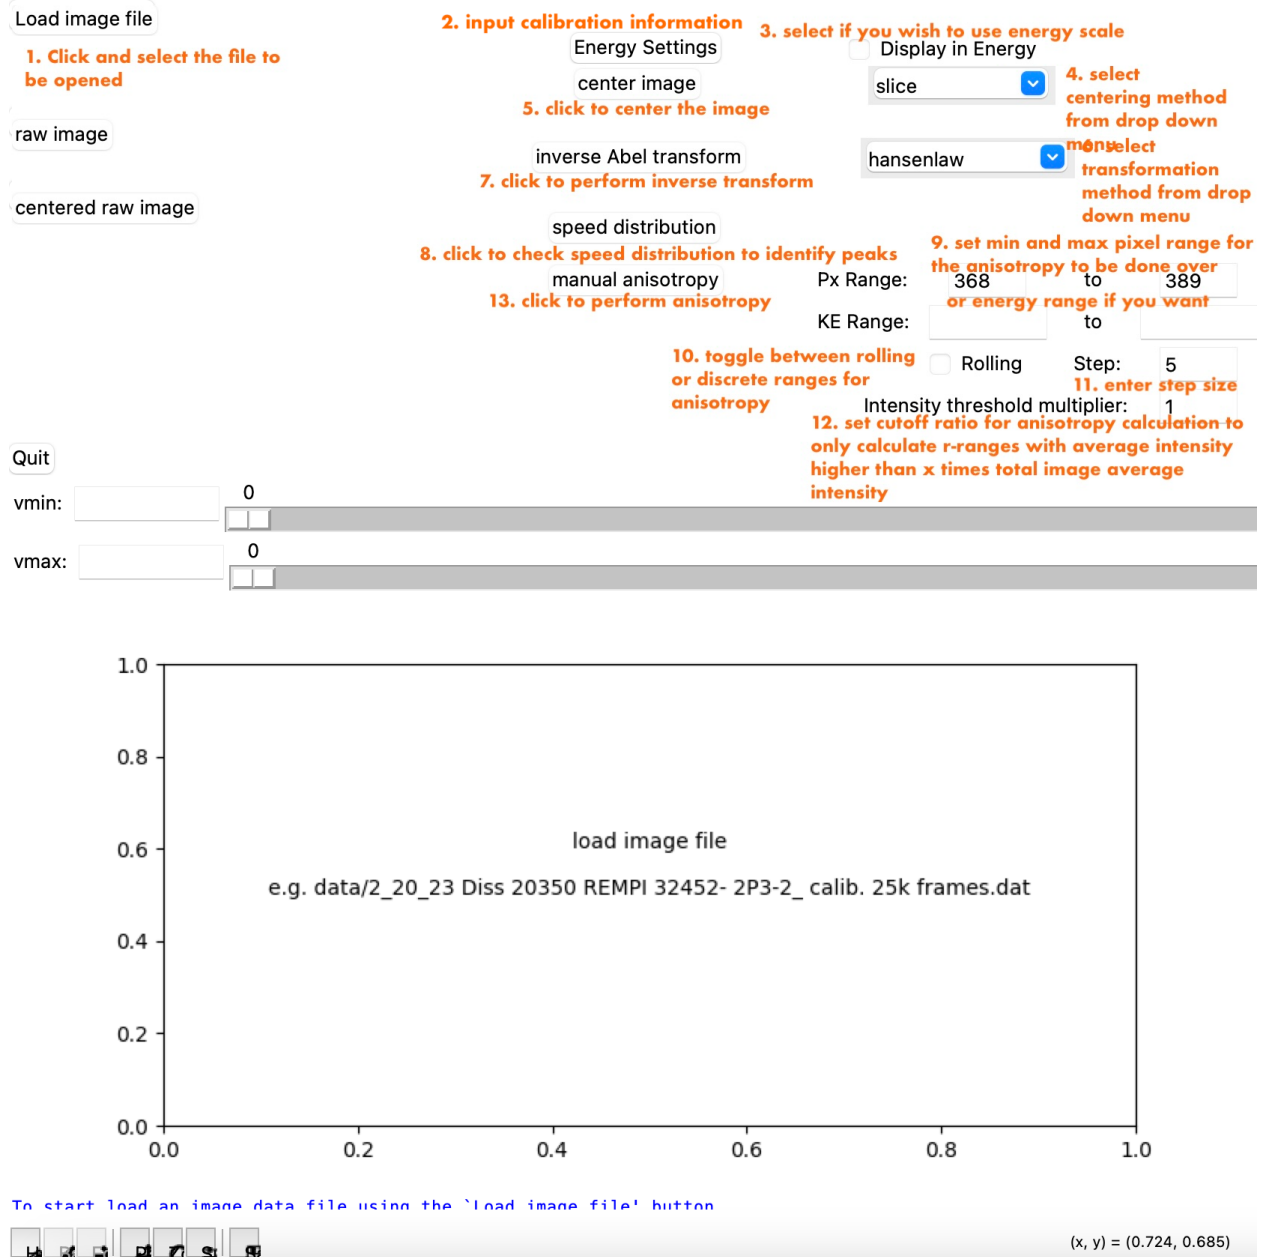 Load image file
1. Click and select the file to
be opened
2. input calibration information
Energy Settings
3. select if you wish to use energy scale
Display in Energy
center image
slice
4. select
centering method
from drop down
menu
5. click to center the image
raw image
inverse Abel transform
hansenlaw
6. select
transformation
method from drop
down menu
7. click to perform inverse transform
centered raw image
speed distribution
8. click to check speed distribution to identify peaks
9. set min and max pixel range for
the anisotropy to be done over
manual anisotropy
Px Range: 368 to 389
13. click to perform anisotropy
or energy range if you want
KE Range: to
10. toggle between rolling
or discrete ranges for
anisotropy
Rolling Step: 5
11. enter step size
Intensity threshold multiplier: 1
12. set cutoff ratio for anisotropy calculation to
only calculate r-ranges with average intensity
higher than x times total image average
intensity
Quit
vmin: 0
vmax: 0
1.0
0.8
0.6
0.4
0.2
0.0
load image file
e.g. data/2_20_23 Diss 20350 REMPI 32452- 2P3-2_ calib. 25k frames.dat
0.0 0.2 0.4 0.6 0.8 1.0
To start load an image data file using the `Load image file' button
(x, y) = (0.724, 0.685)